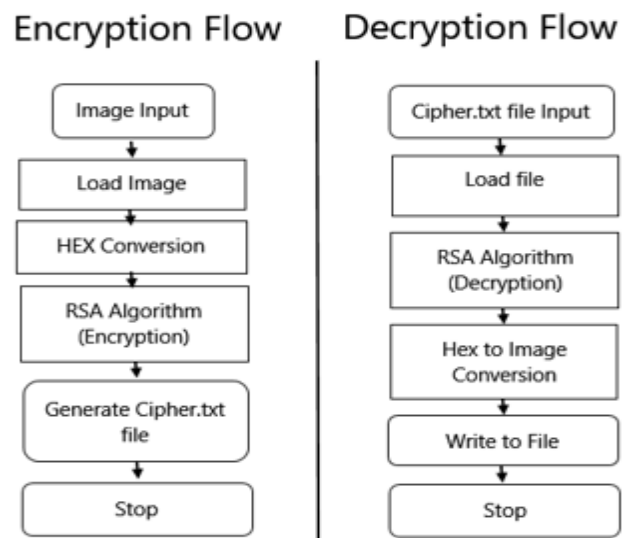 Encryption Flow
Image Input
Load Image
HEX Conversion
RSA Algorithm
(Encryption)
Generate Cipher.txt
file
Stop
Decryption Flow
Cipher.txt file Input
Load file
RSA Algorithm
(Decryption)
Hex to Image
Conversion
Write to File
Stop